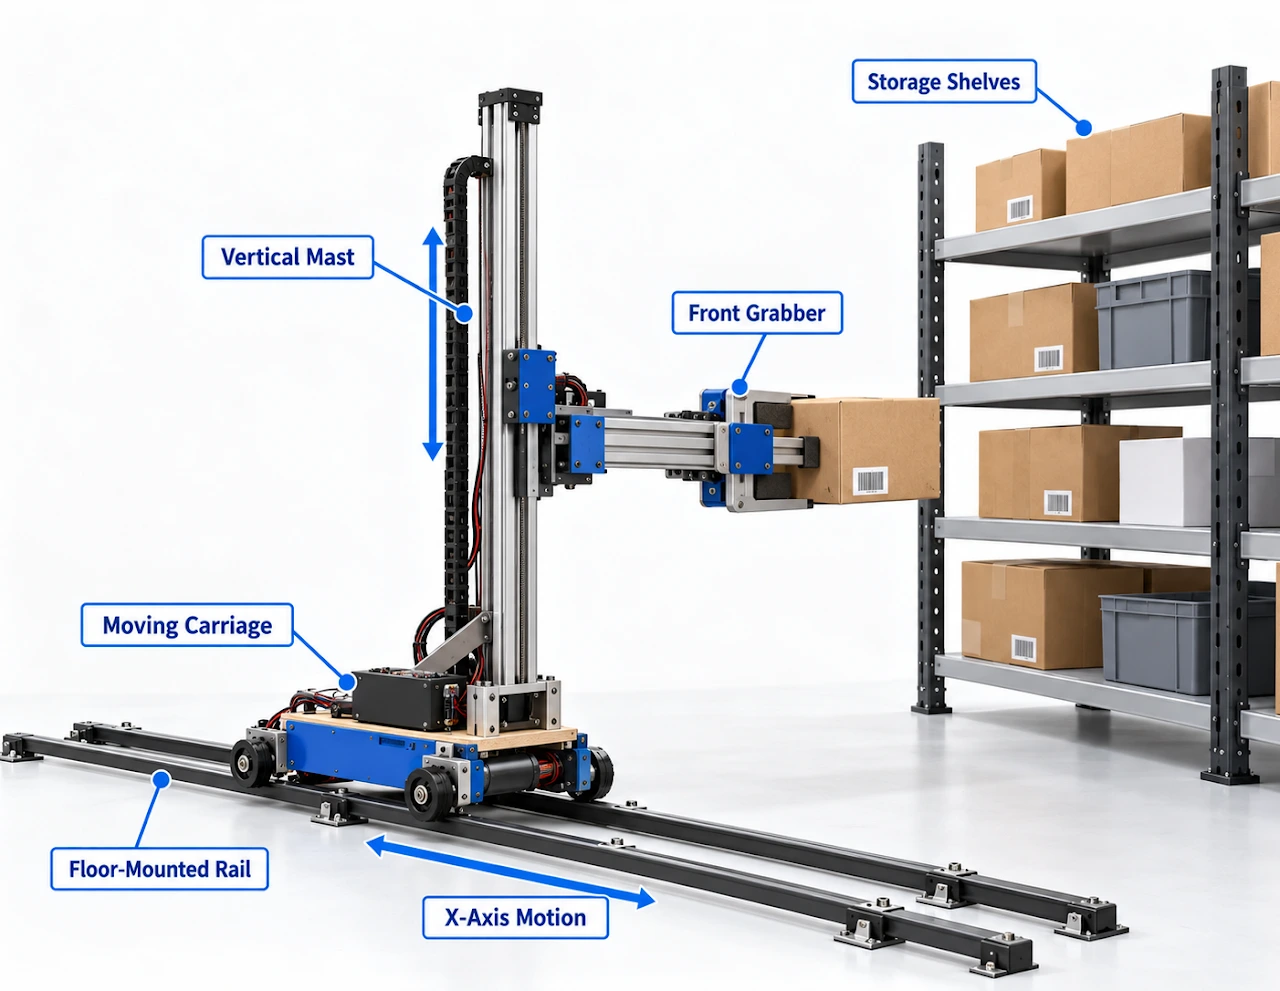 Storage Shelves
Vertical Mast
Front Grabber
Moving Carriage
Floor-Mounted Rail
X-Axis Motion